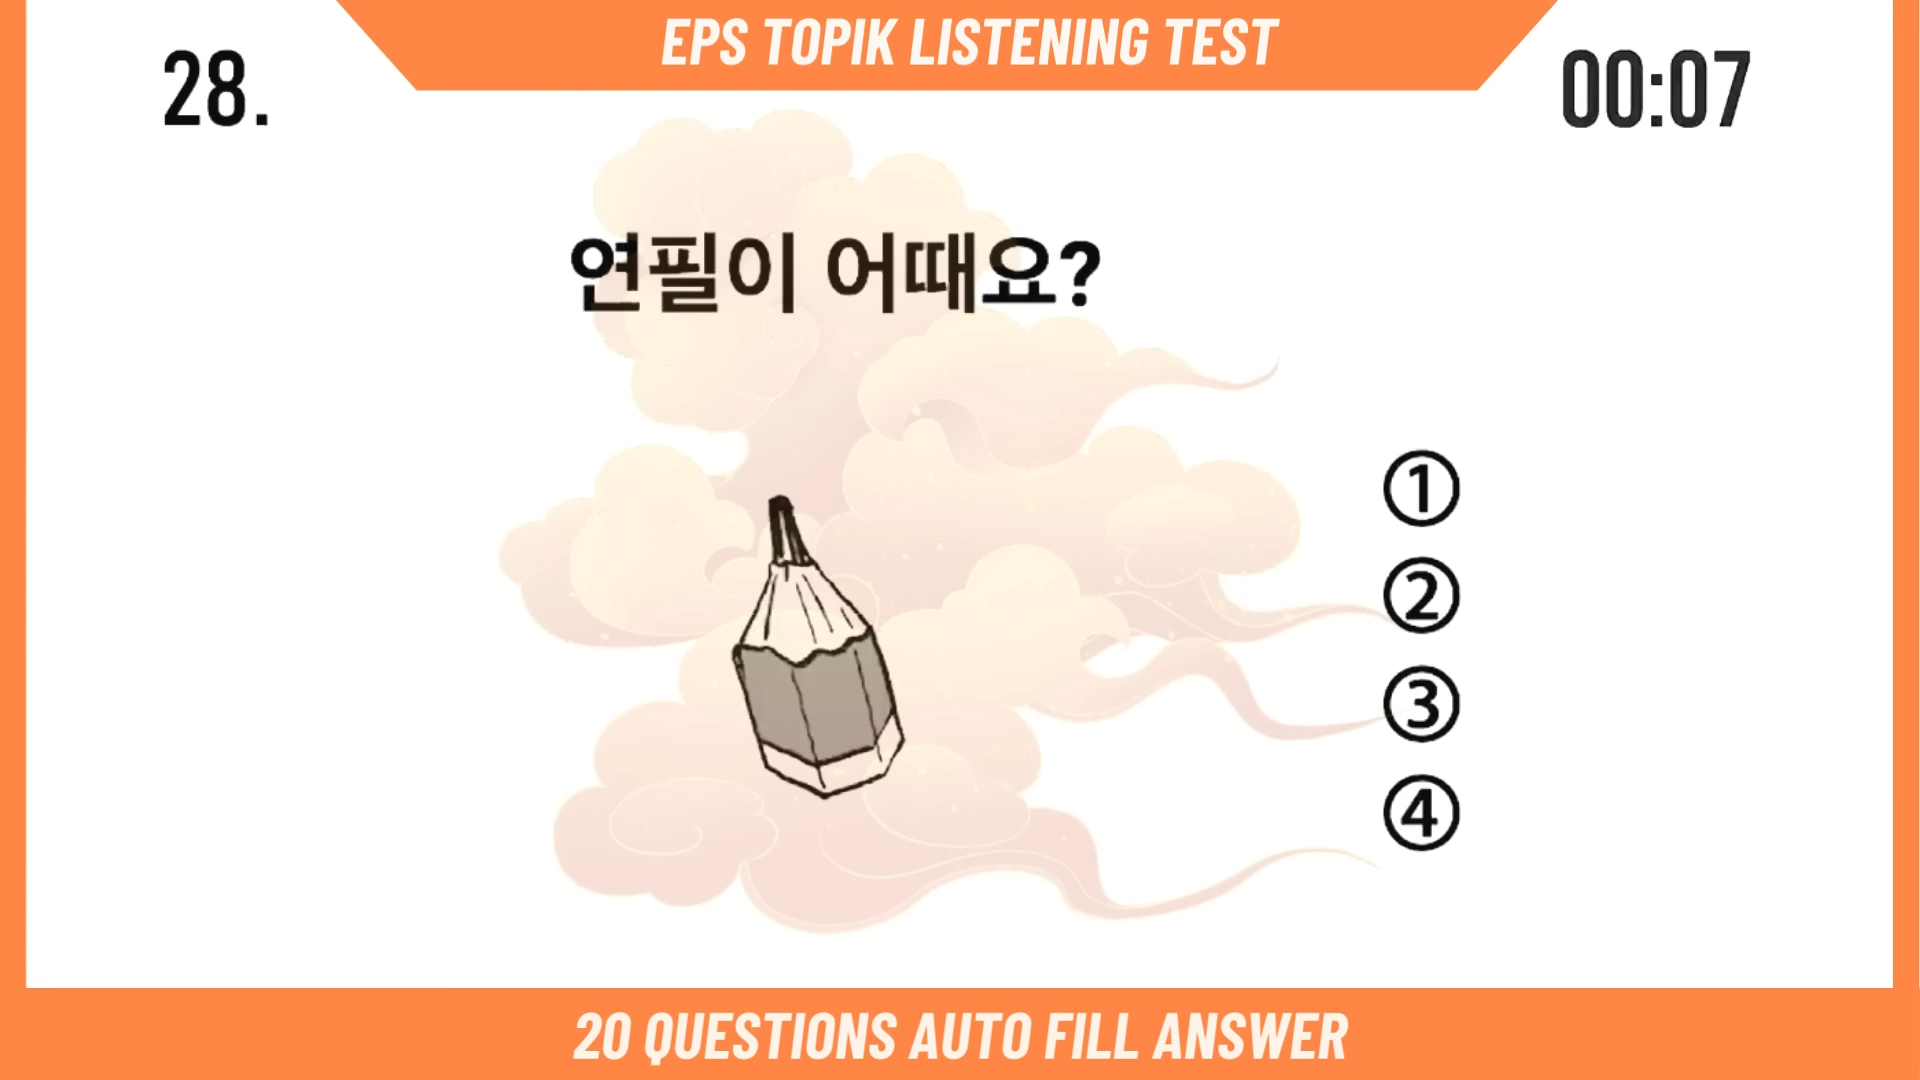 EPS TOPIK LISTENING TEST
28.
00:07
연필이 어때요?
①
②
③
④
20 QUESTIONS AUTO FILL ANSWER